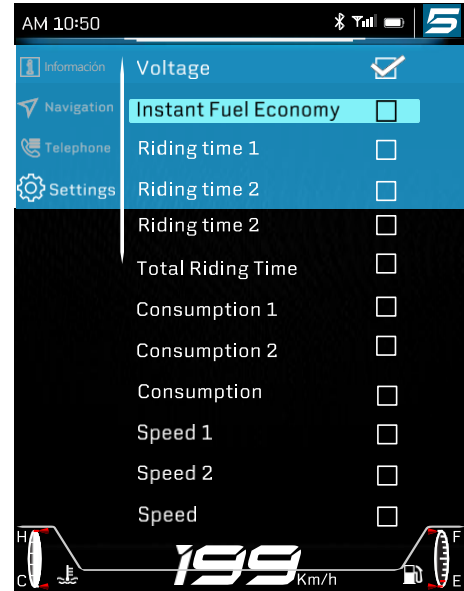 AM 10:50
5
Información
Navigation
Telephone
Settings
Voltage
Instant Fuel Economy
Riding time 1
Riding time 2
Riding time 2
Total Riding Time
Consumption 1
Consumption 2
Consumption
Speed 1
Speed 2
Speed
H
C
199 Km/h
F
E